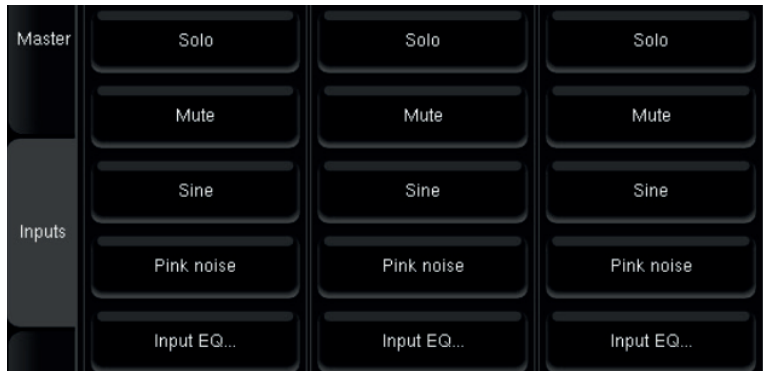 Master Solo Solo Solo
Mute Mute Mute
Sine Sine Sine
Inputs
Pink noise Pink noise Pink noise
Input EQ... Input EQ... Input EQ...